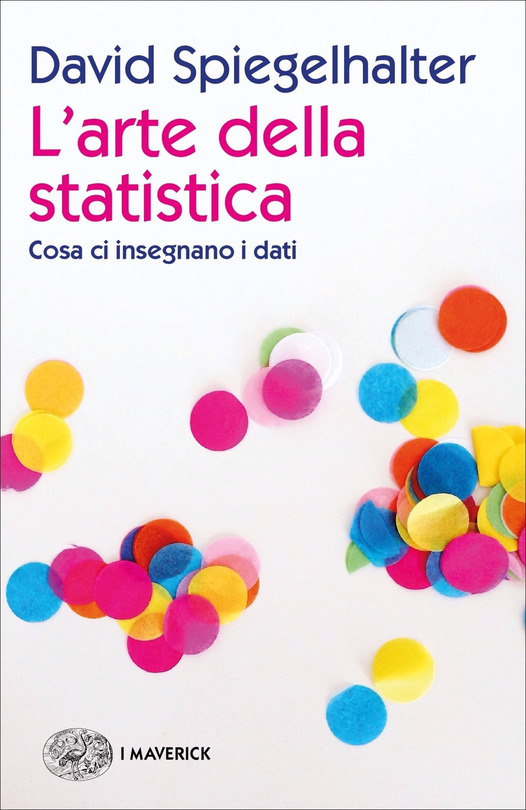 David Spiegelhalter
L'arte della
statistica
Cosa ci insegnano i dati
I MAVERICK